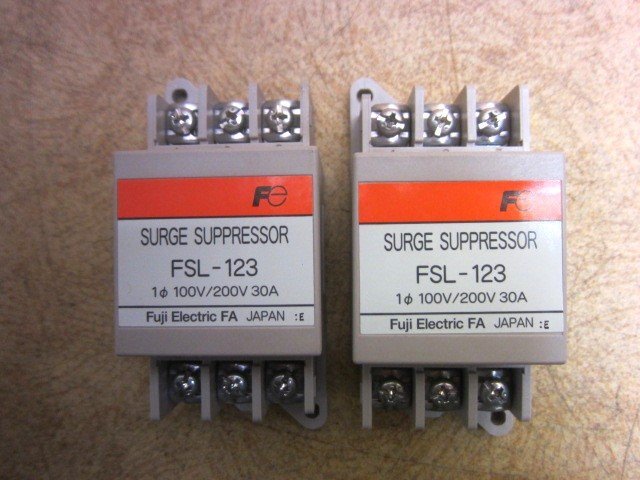 Fe
SURGE SUPPRESSOR
FSL-123
1ϕ 100V/200V 30A
Fuji Electric FA JAPAN :E
Fe
SURGE SUPPRESSOR
FSL-123
1ϕ 100V/200V 30A
Fuji Electric FA JAPAN :E